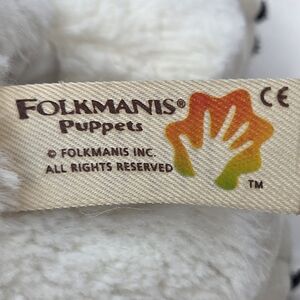 FOLKMANIS®
Puppets
© FOLKMANIS INC.
ALL RIGHTS RESERVED
CE
TM